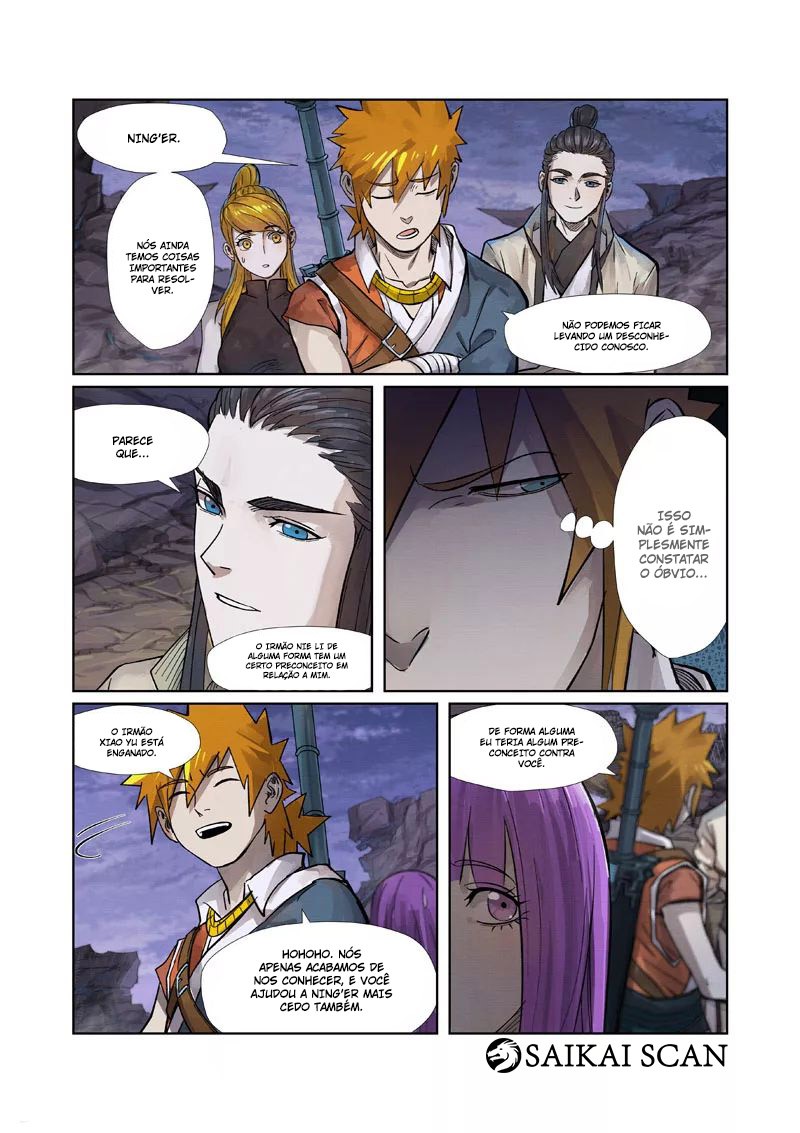 NING'ER.
NÓS AINDA
TEMOS COISAS
IMPORTANTES
PARA RESOL-
VER.
NÃO PODEMOS FICAR
LEVANDO UM DESCONHE-
CIDO CONOSCO.
PARECE
QUE...
O IRMÃO NIE LI DE
ALGUMA FORMA TEM UM
CERTO PRECONCEITO EM
RELAÇÃO A MIM.
ISSO
NÃO É SIM-
PLESMENTE
CONSTATAR
O ÓBVIO...
O IRMÃO
XIAO YU ESTÁ
ENGANADO.
HOHOHO. NÓS
APENAS ACABAMOS DE
NOS CONHECER, E VOCÊ
AJUDOU A NING'ER MAIS
CEDO TAMBÉM.
DE FORMA ALGUMA
EU TERIA ALGUM PRE-
CONCEITO CONTRA
VOCÊ.
SAIKAI SCAN